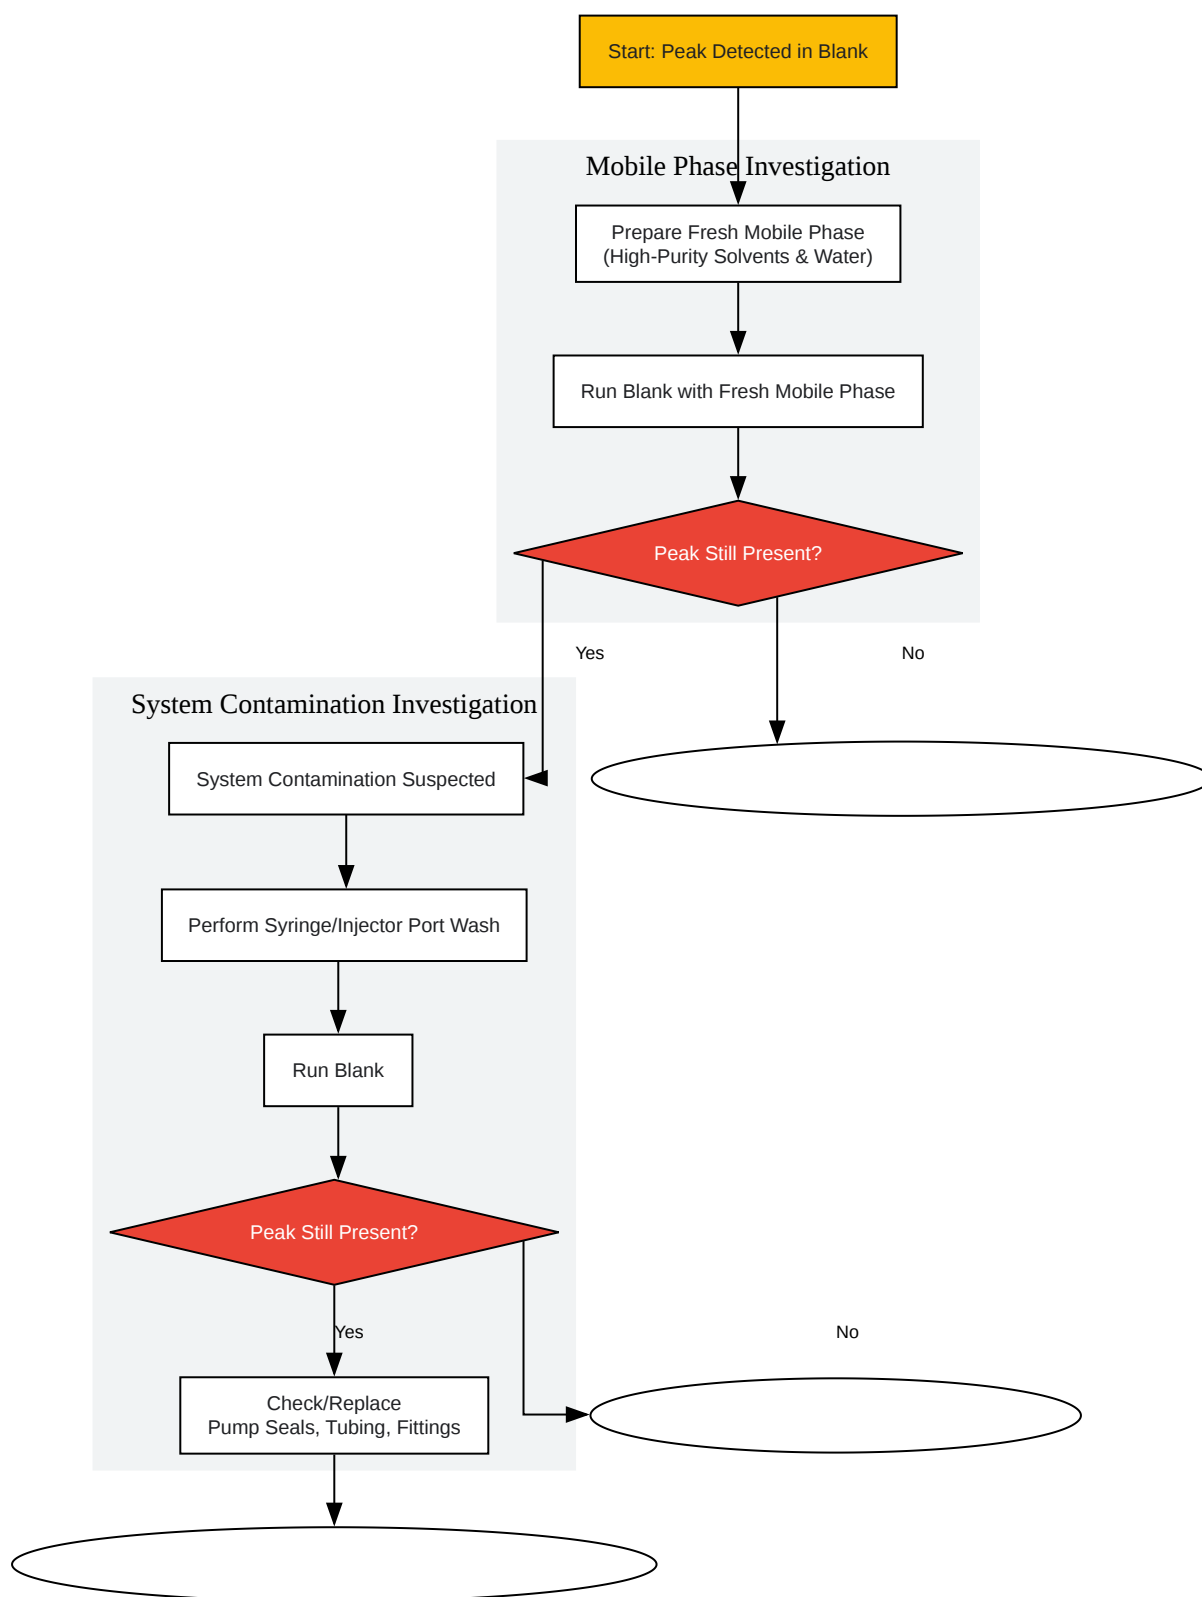 Start: Peak Detected in Blank
Mobile Phase Investigation
Prepare Fresh Mobile Phase
(High-Purity Solvents & Water)
Run Blank with Fresh Mobile Phase
Peak Still Present?
Yes
No
System Contamination Investigation
System Contamination Suspected
Perform Syringe/Injector Port Wash
Run Blank
Peak Still Present?
Yes
No
Check/Replace
Pump Seals, Tubing, Fittings